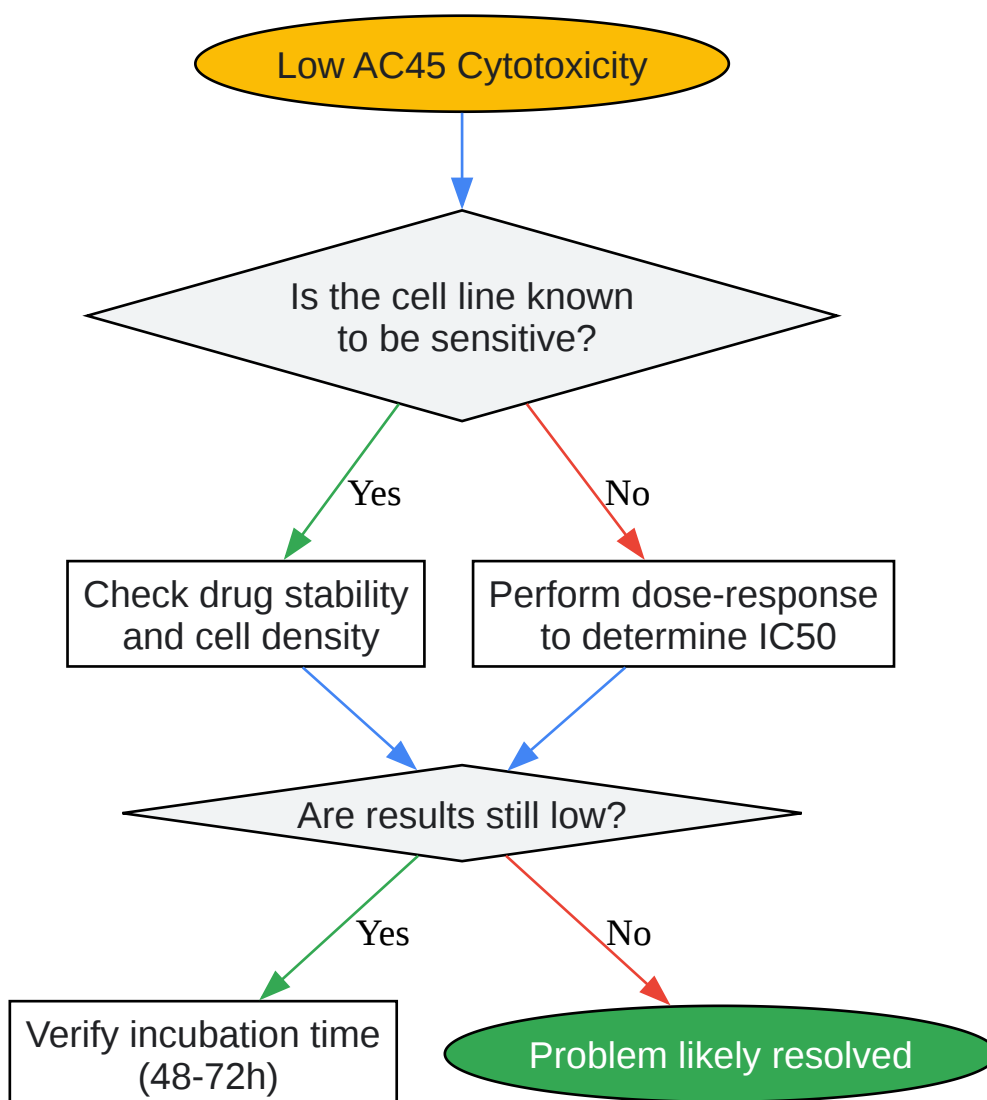 Low AC45 Cytotoxicity
Is the cell line known
to be sensitive?
Yes
No
Check drug stability
and cell density
Perform dose-response
to determine IC50
Are results still low?
Yes
No
Verify incubation time
(48-72h)
Problem likely resolved